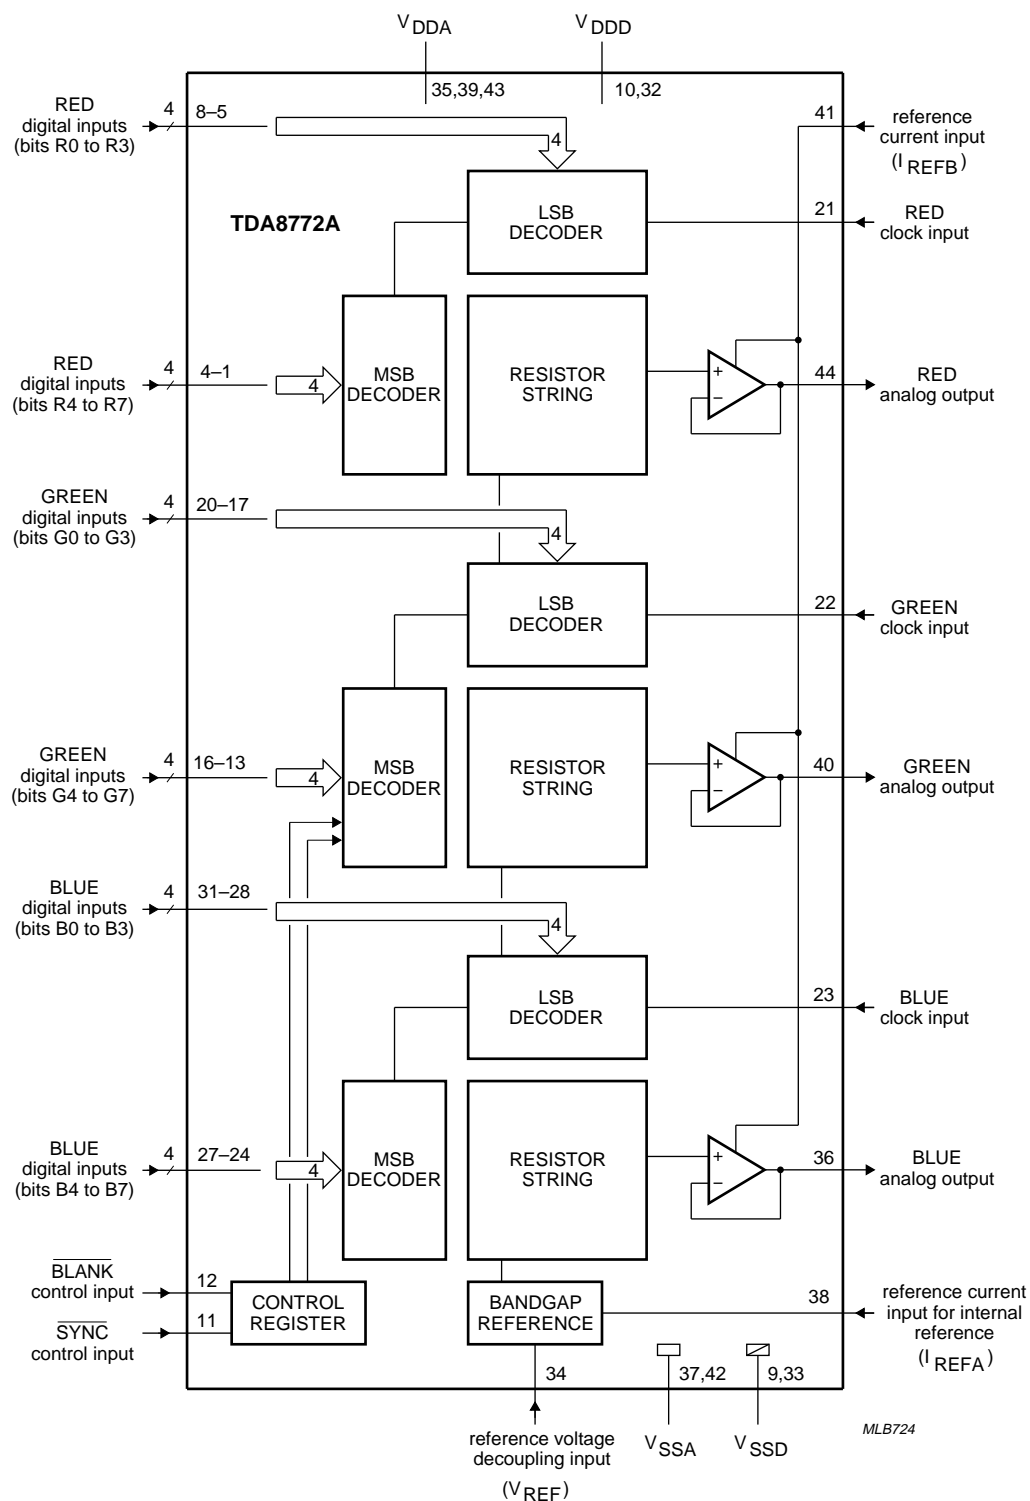 V DDA
V DDD
35,39,43
10,32
RED
digital inputs
(bits R0 to R3)
4
8–5
4
41
reference
current input
(I REFB)
TDA8772A
LSB
DECODER
21
RED
clock input
RED
digital inputs
(bits R4 to R7)
4
4–1
4
MSB
DECODER
RESISTOR
STRING
+
−
44
RED
analog output
GREEN
digital inputs
(bits G0 to G3)
4
20–17
4
LSB
DECODER
22
GREEN
clock input
GREEN
digital inputs
(bits G4 to G7)
4
16–13
4
MSB
DECODER
RESISTOR
STRING
+
−
40
GREEN
analog output
BLUE
digital inputs
(bits B0 to B3)
4
31–28
4
LSB
DECODER
23
BLUE
clock input
BLUE
digital inputs
(bits B4 to B7)
4
27–24
4
MSB
DECODER
RESISTOR
STRING
+
−
36
BLUE
analog output
BLANK
control input
12
SYNC
control input
11
CONTROL
REGISTER
BANDGAP
REFERENCE
38
reference current
input for internal
reference
(I REFA)
34
37,42
9,33
reference voltage
decoupling input
(V REF)
V SSA
V SSD
MLB724